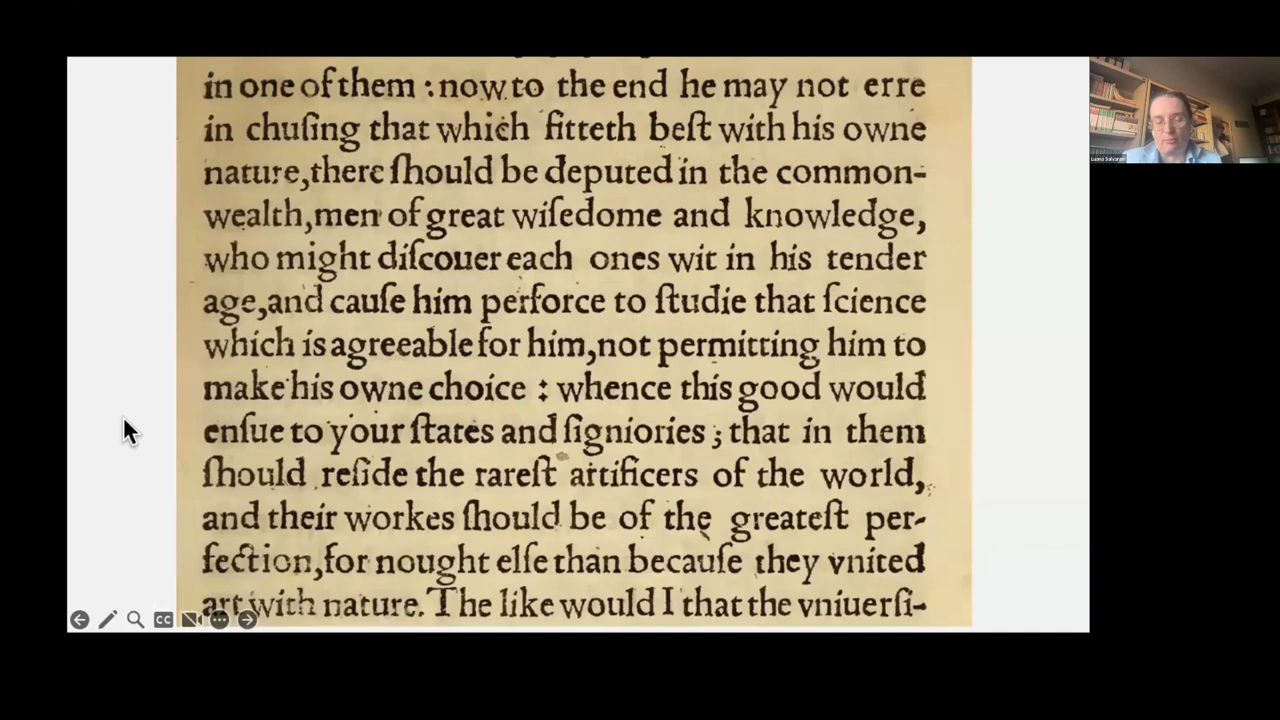 in one of them : now to the end he may not erre
in chuſing that which fitteth beſt with his owne
nature,there ſhould be deputed in the common-
wealth,men of great wiſedome and knowledge,
who might diſcouer each ones wit in his tender
age,and cauſe him perforce to ſtudie that ſcience
which is agreeable for him,not permitting him to
make his owne choice : whence this good would
enſue to your ſtates and ſigniories ; that in them
ſhould reſide the rareſt artificers of the world,
and their workes ſhould be of the greateſt per-
fection,for nought elſe than becauſe they vnited
art with nature. The like would I that the vniuerſi-
CC